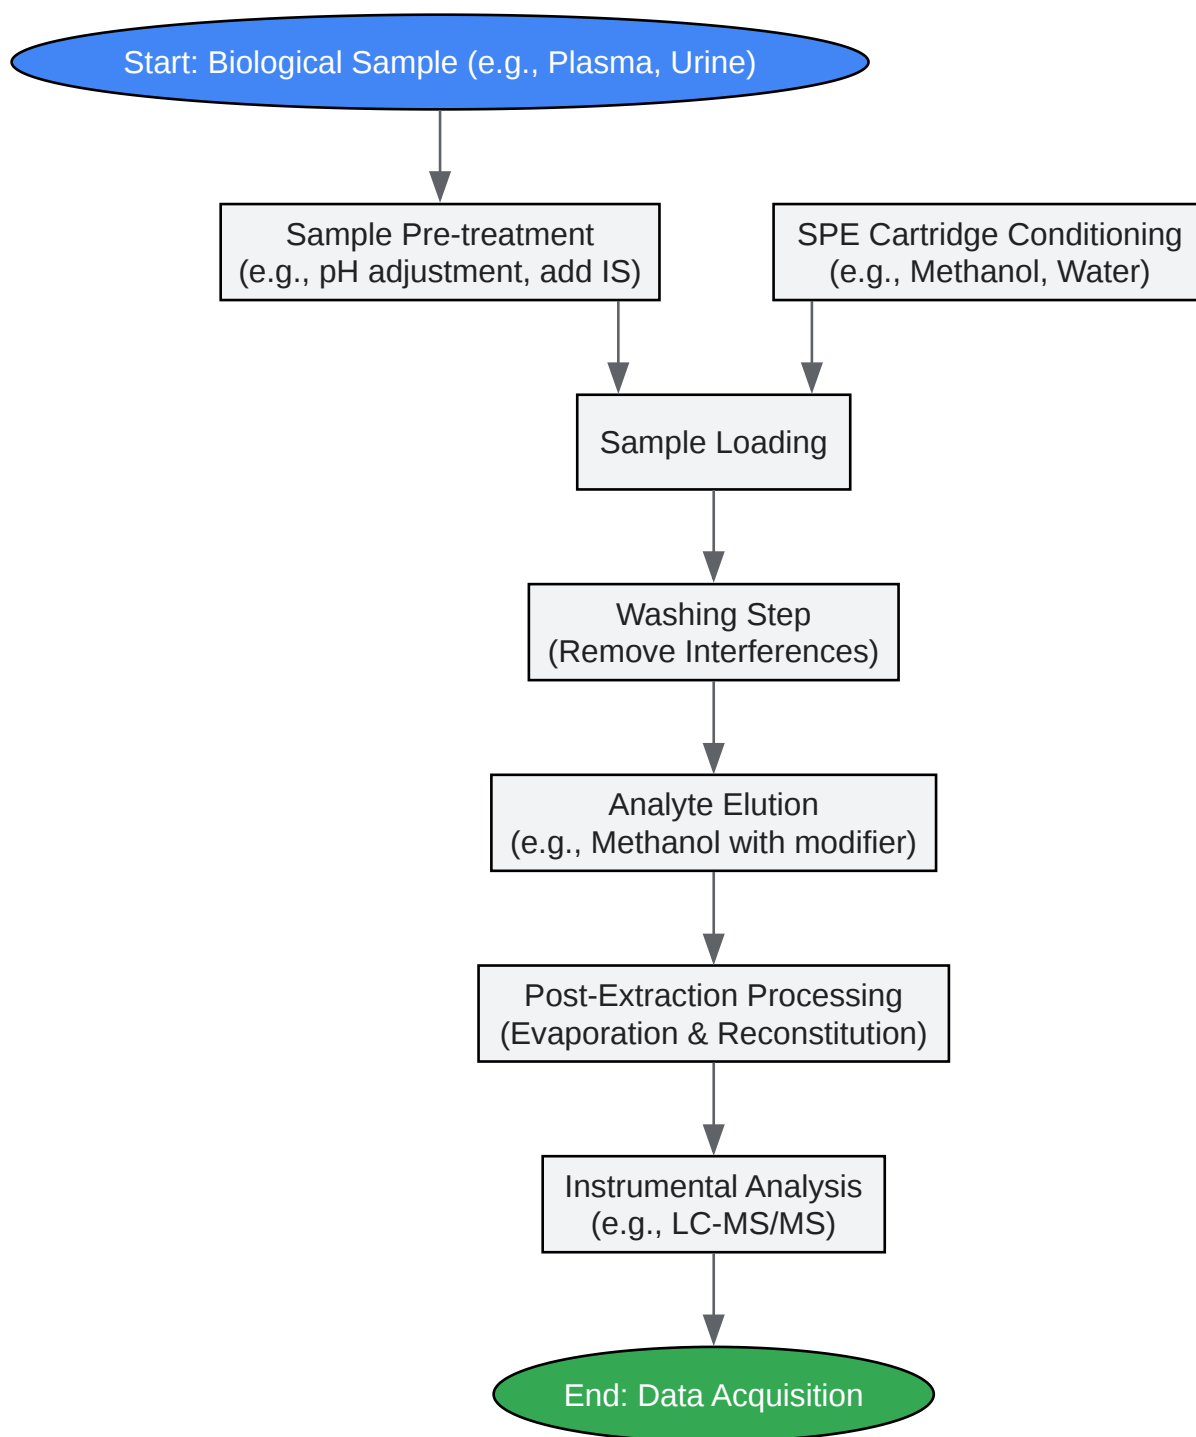 Start: Biological Sample (e.g., Plasma, Urine)
Sample Pre-treatment
(e.g., pH adjustment, add IS)
SPE Cartridge Conditioning
(e.g., Methanol, Water)
Sample Loading
Washing Step
(Remove Interferences)
Analyte Elution
(e.g., Methanol with modifier)
Post-Extraction Processing
(Evaporation & Reconstitution)
Instrumental Analysis
(e.g., LC-MS/MS)
End: Data Acquisition